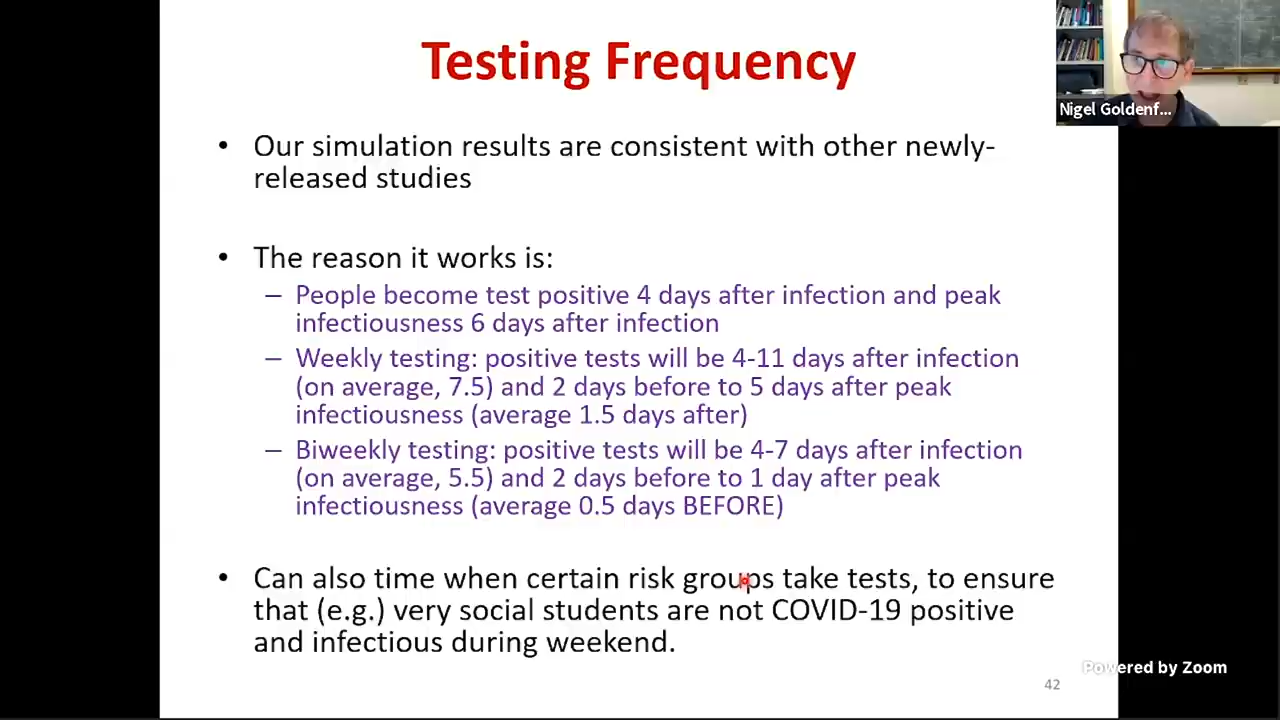 Testing Frequency
Nigel Goldenf...
• Our simulation results are consistent with other newly-
released studies
• The reason it works is:
– People become test positive 4 days after infection and peak
infectiousness 6 days after infection
– Weekly testing: positive tests will be 4-11 days after infection
(on average, 7.5) and 2 days before to 5 days after peak
infectiousness (average 1.5 days after)
– Biweekly testing: positive tests will be 4-7 days after infection
(on average, 5.5) and 2 days before to 1 day after peak
infectiousness (average 0.5 days BEFORE)
• Can also time when certain risk groups take tests, to ensure
that (e.g.) very social students are not COVID-19 positive
and infectious during weekend.
Powered by Zoom
42